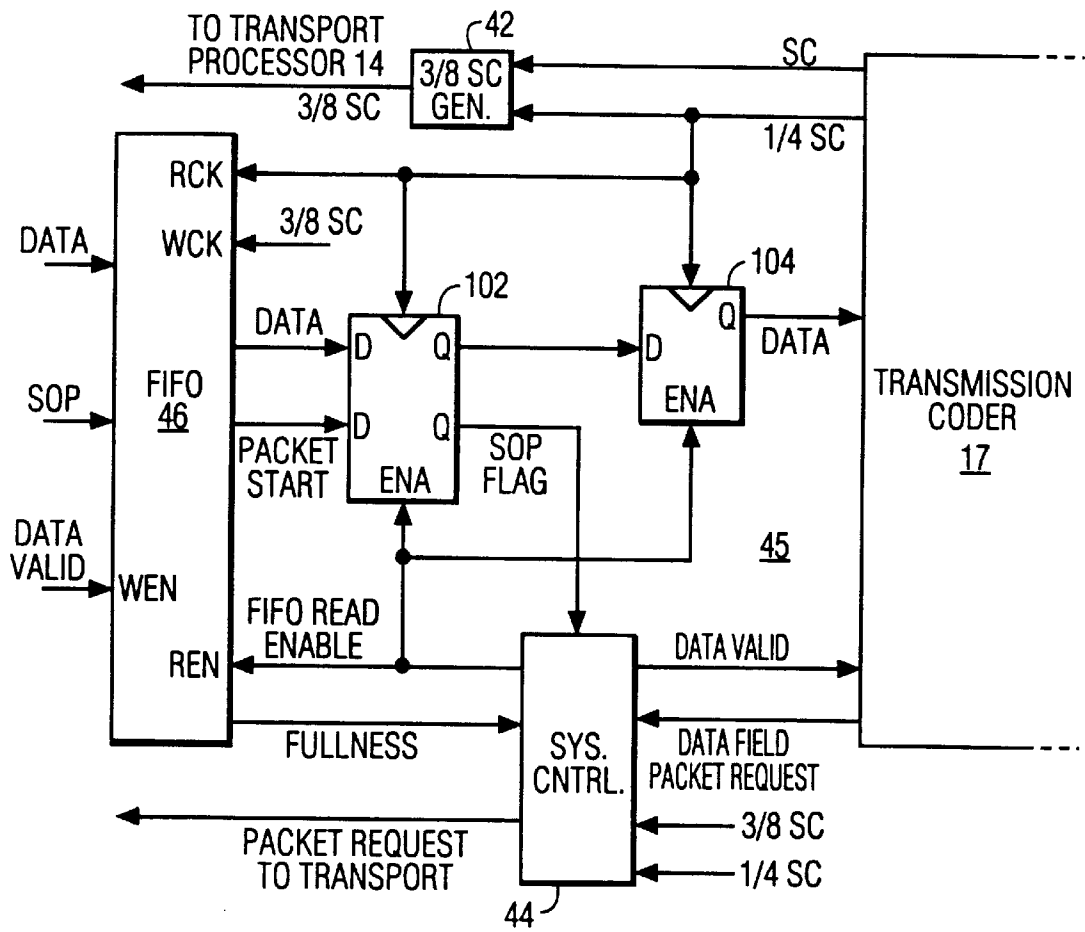 TO TRANSPORT
PROCESSOR 14
3/8 SC
42
3/8 SC
GEN.
SC
1/4 SC
RCK
WCK
3/8 SC
DATA
SOP
DATA
VALID
WEN
REN
FIFO
46
DATA
PACKET
START
102
D
Q
D
Q
ENA
SOP
FLAG
104
D
Q
ENA
DATA
TRANSMISSION
CODER
17
45
FIFO READ
ENABLE
FULLNESS
PACKET REQUEST
TO TRANSPORT
SYS.
CNTRL.
44
DATA VALID
DATA FIELD
PACKET REQUEST
3/8 SC
1/4 SC